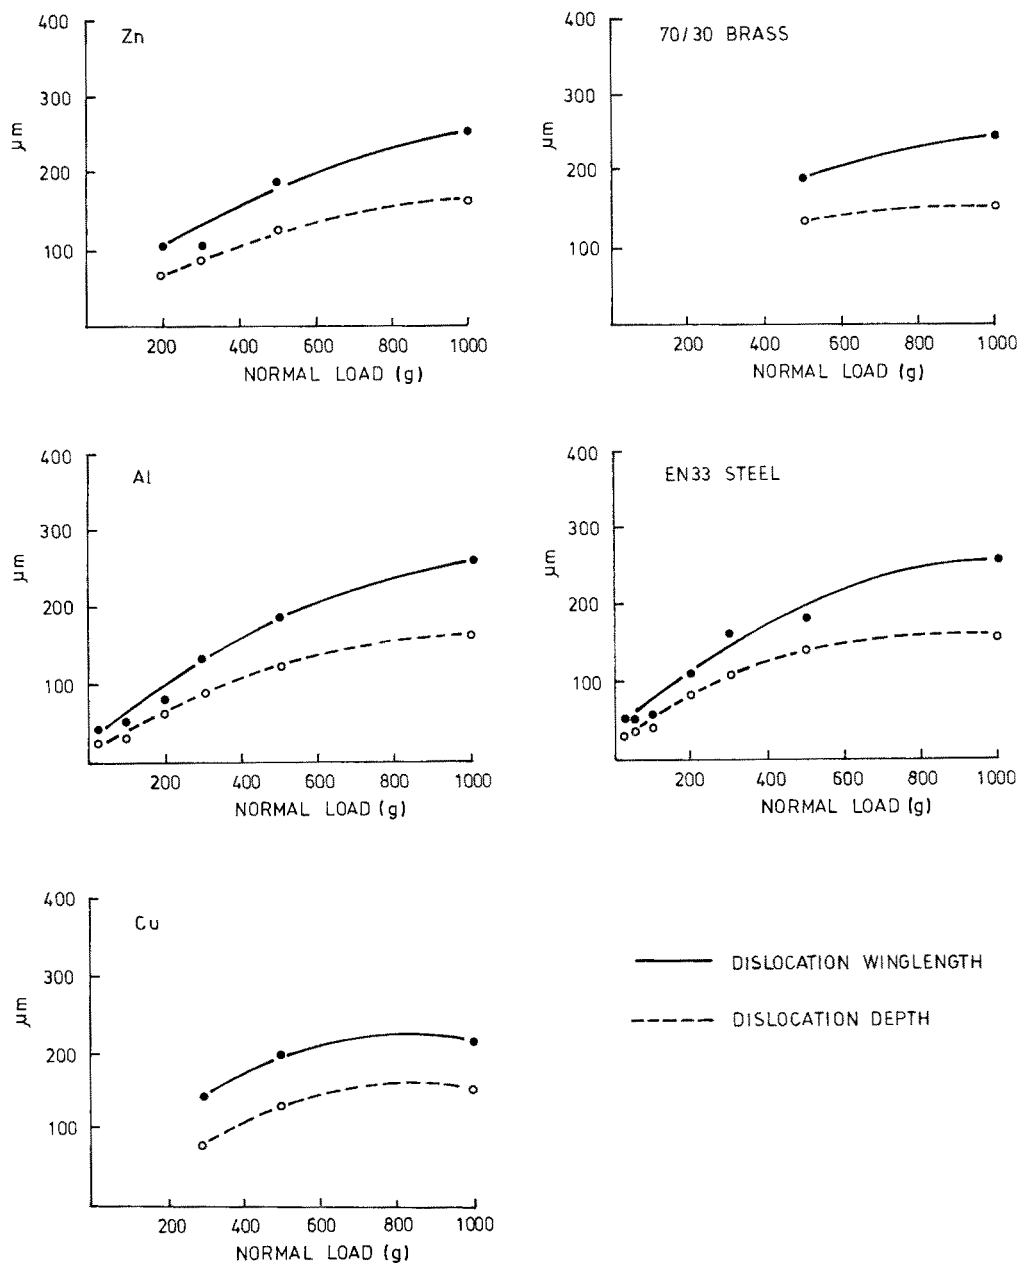 Zn
400
300
200
100
µm
200 400 600 800 1000
NORMAL LOAD (g)
70/30 BRASS
400
300
200
100
µm
200 400 600 800 1000
NORMAL LOAD (g)
Al
400
300
200
100
µm
200 400 600 800 1000
NORMAL LOAD (g)
EN33 STEEL
400
300
200
100
µm
200 400 600 800 1000
NORMAL LOAD (g)
Cu
400
300
200
100
µm
200 400 600 800 1000
NORMAL LOAD (g)
DISLOCATION WINGLENGTH
DISLOCATION DEPTH